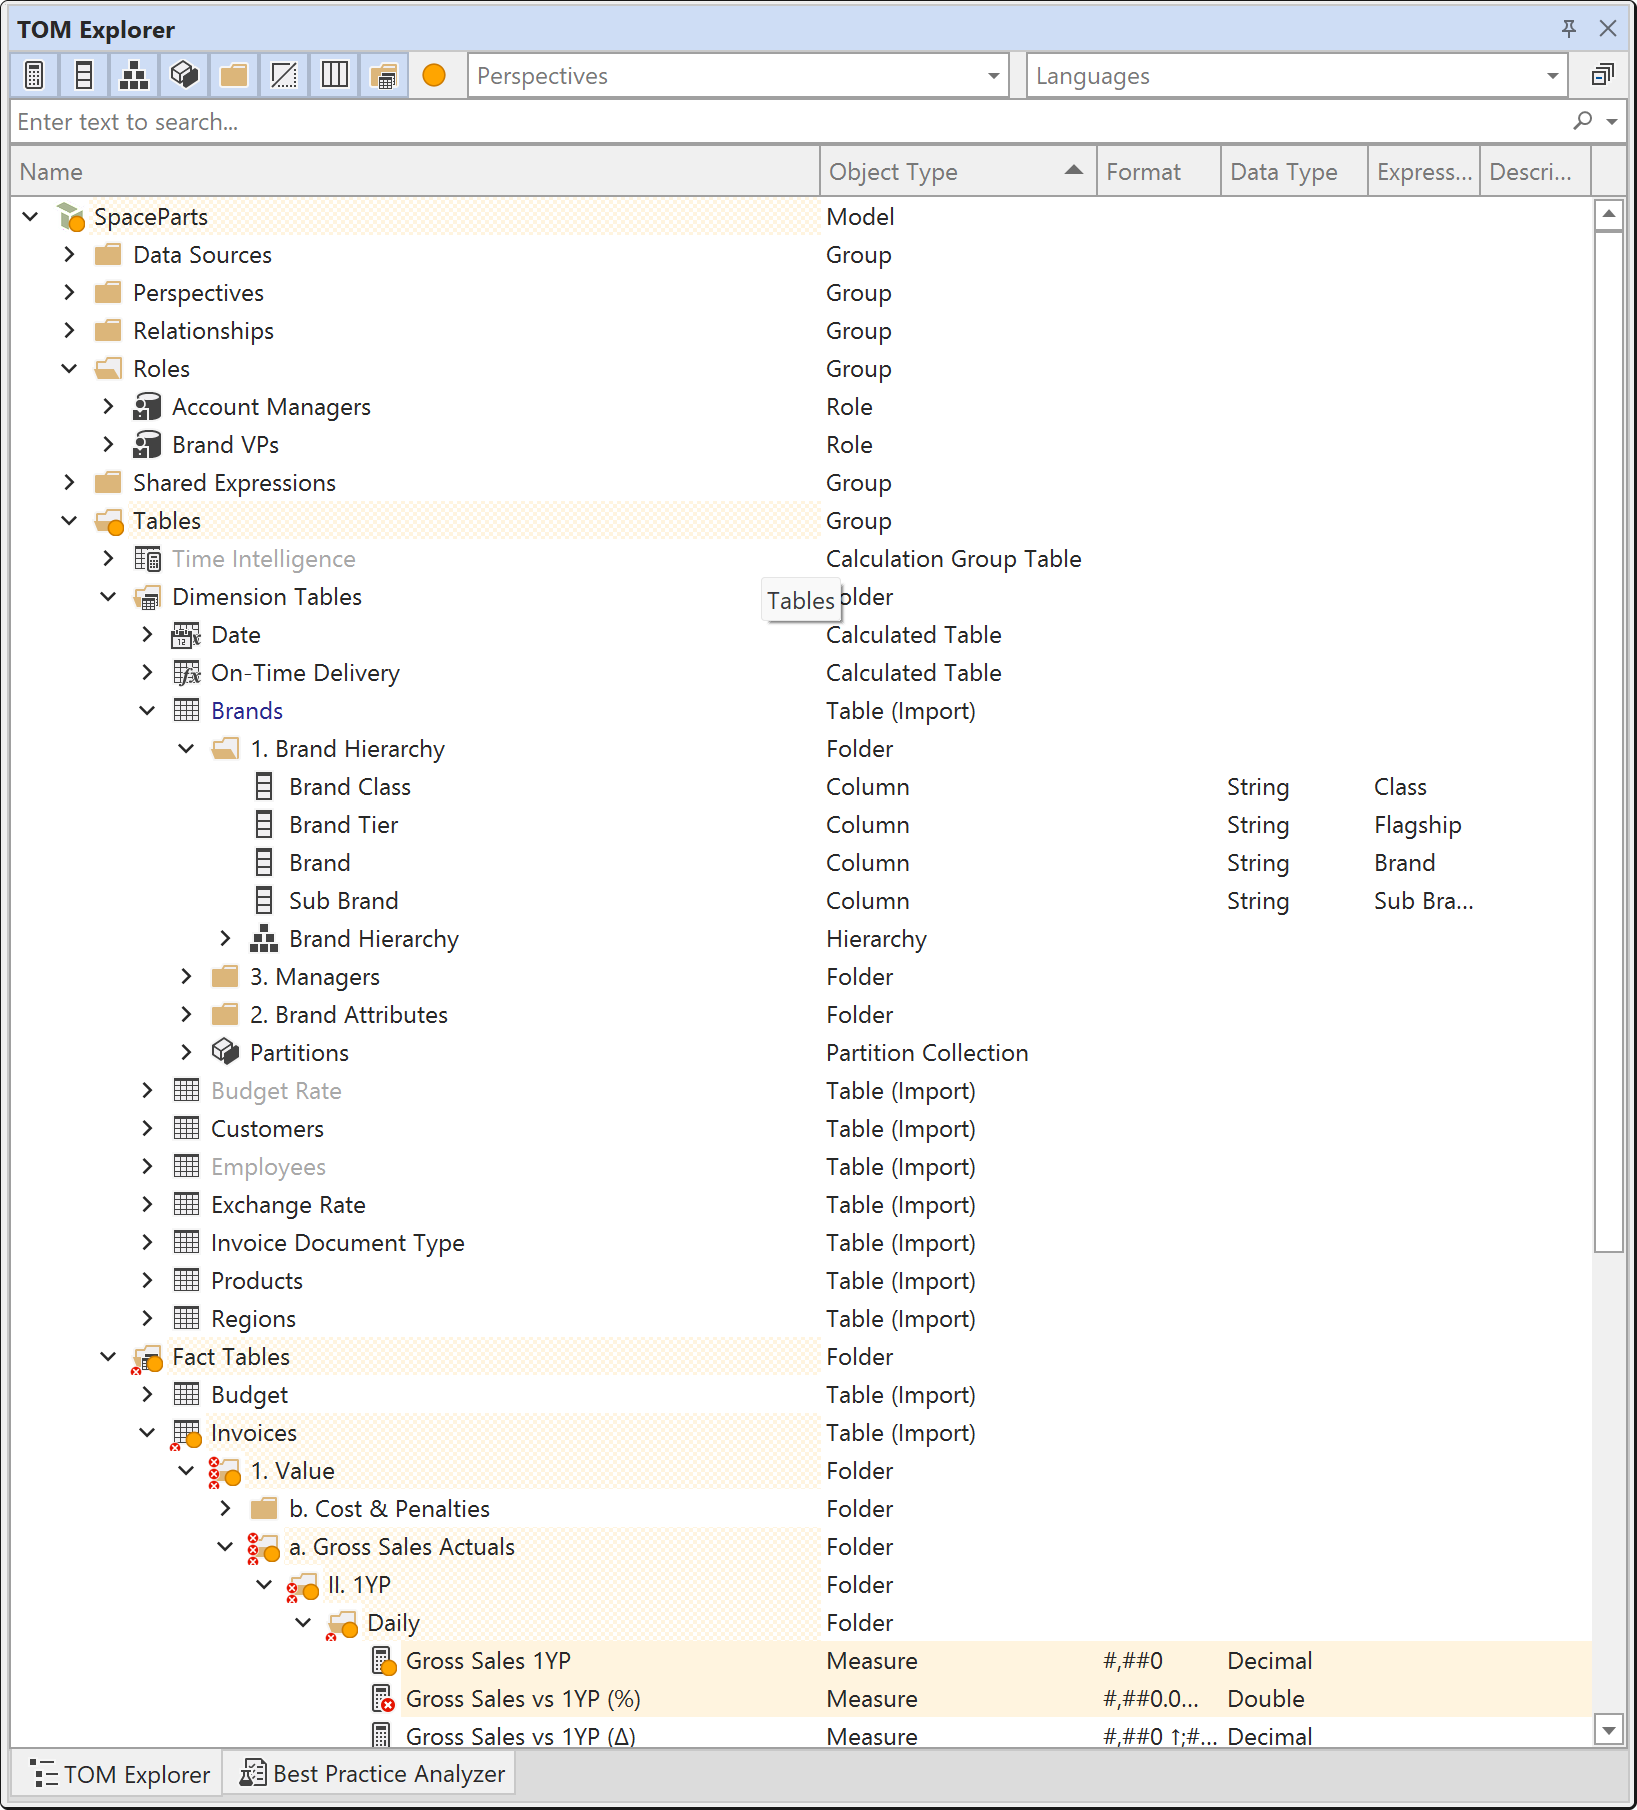 TOM Explorer
Perspectives Languages
Enter text to search...
Name Object Type Format Data Type Express... Descri...
SpaceParts Model
Data Sources Group
Perspectives Group
Relationships Group
Roles Group
Account Managers Role
Brand VPs Role
Shared Expressions Group
Tables Group
Time Intelligence Calculation Group Table
Dimension Tables Tables older
Date Calculated Table
On-Time Delivery Calculated Table
Brands Table (Import)
1. Brand Hierarchy Folder
Brand Class Column String Class
Brand Tier Column String Flagship
Brand Column String Brand
Sub Brand Column String Sub Bra...
Brand Hierarchy Hierarchy
3. Managers Folder
2. Brand Attributes Folder
Partitions Partition Collection
Budget Rate Table (Import)
Customers Table (Import)
Employees Table (Import)
Exchange Rate Table (Import)
Invoice Document Type Table (Import)
Products Table (Import)
Regions Table (Import)
Fact Tables Folder
Budget Table (Import)
Invoices Table (Import)
1. Value Folder
b. Cost & Penalties Folder
a. Gross Sales Actuals Folder
II. 1YP Folder
Daily Folder
Gross Sales 1YP Measure #,##0 Decimal
Gross Sales vs 1YP (%) Measure #,##0.0... Double
Gross Sales vs 1YP (Δ) Measure #,##0 ↑;#... Decimal
TOM Explorer Best Practice Analyzer